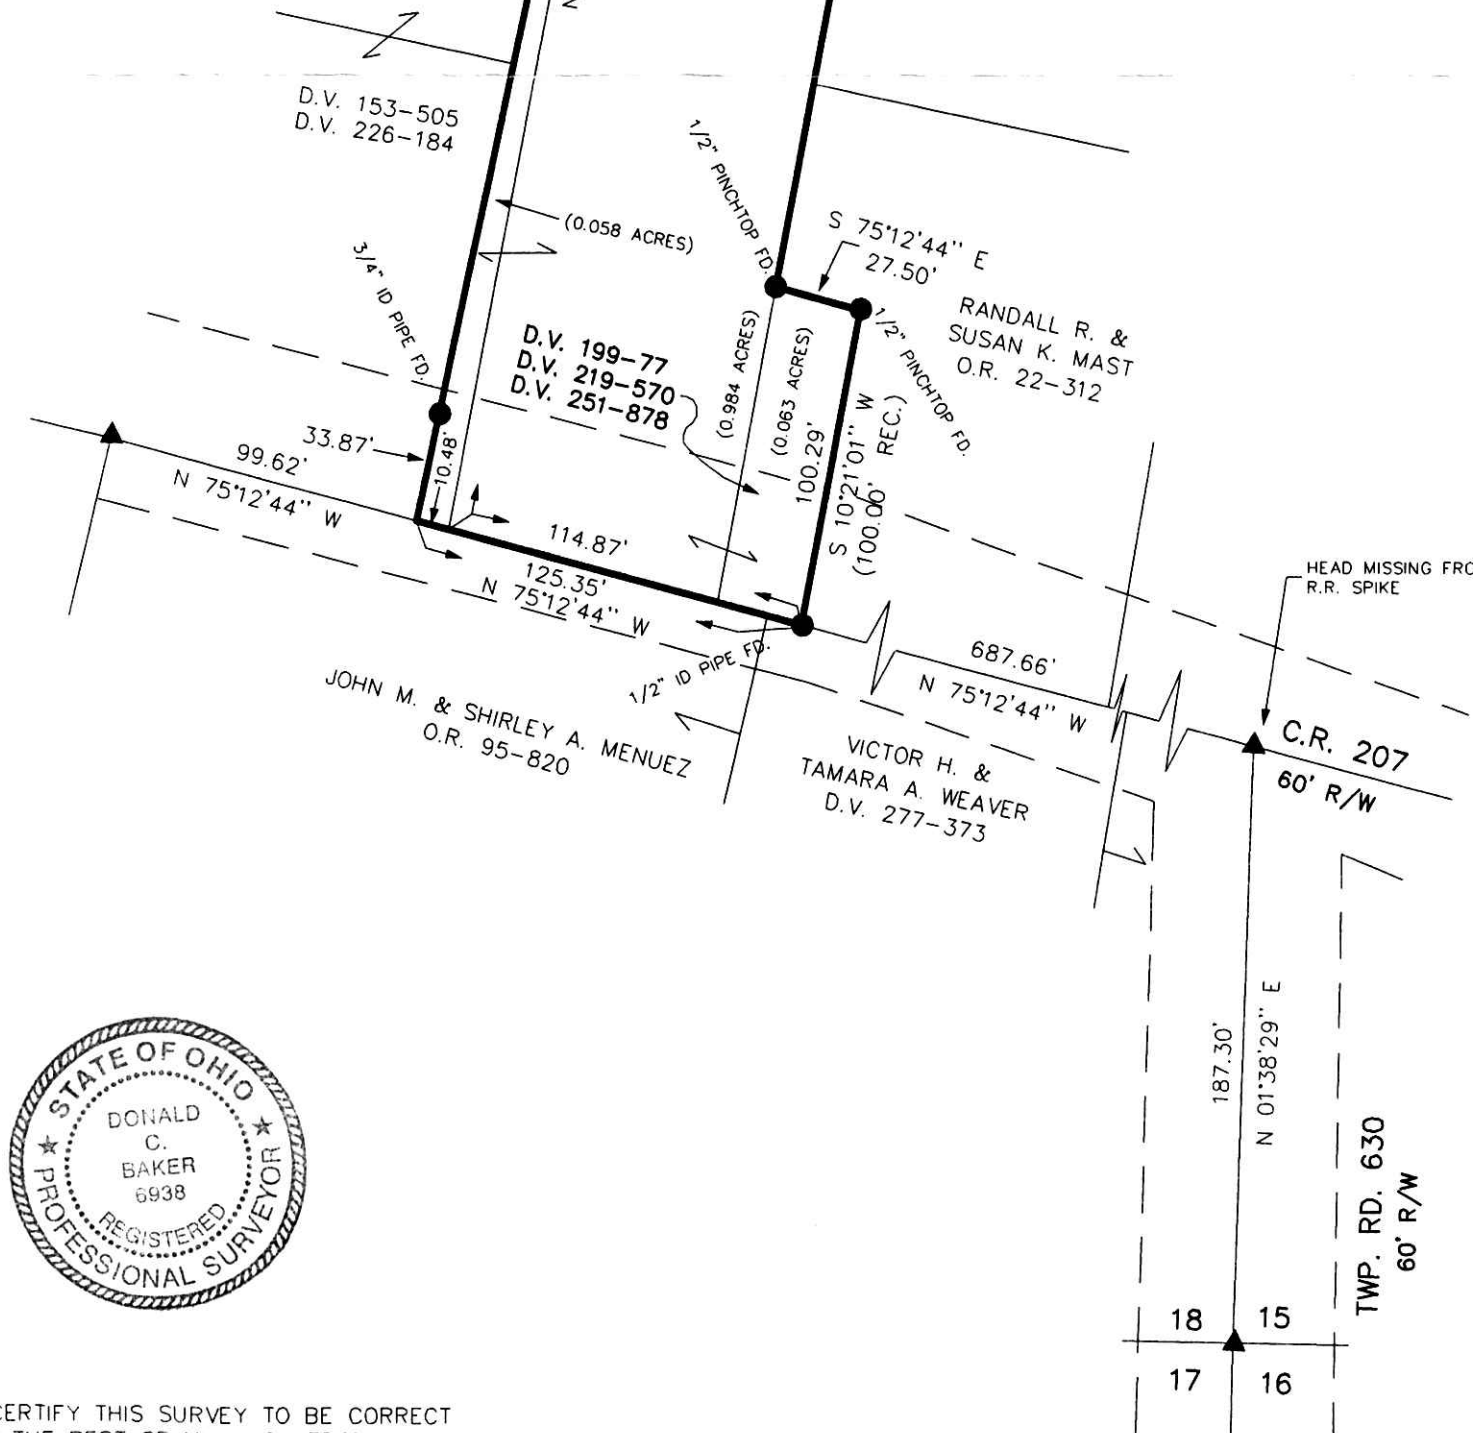 D.V. 153-505
D.V. 226-184
(0.058 ACRES)
1/2" PINCHTOP FD.
S 75°12'44" E
27.50'
3/4" ID PIPE FD.
RANDALL R. &
SUSAN K. MAST
O.R. 22-312
1/2" PINCHTOP FD.
D.V. 199-77
D.V. 219-570
D.V. 251-878
(0.984 ACRES)
(0.063 ACRES)
100.29'
S 10°21'01" W
(100.00' REC.)
33.87'
10.48'
99.62'
N 75°12'44" W
114.87'
125.35'
N 75°12'44" W
1/2" ID PIPE FD.
HEAD MISSING
R.R. SPIKE
687.66'
N 75°12'44" W
C.R. 207
60' R/W
JOHN M. & SHIRLEY A. MENUEZ
O.R. 95-820
VICTOR H. &
TAMARA A. WEAVER
D.V. 277-373
187.30'
N 01°38'29" E
TWP. RD. 630
60' R/W
18 15
17 16
STATE OF OHIO
DONALD
C.
BAKER
6938
REGISTERED
PROFESSIONAL SURVEYOR
CERTIFY THIS SURVEY TO BE CORRECT